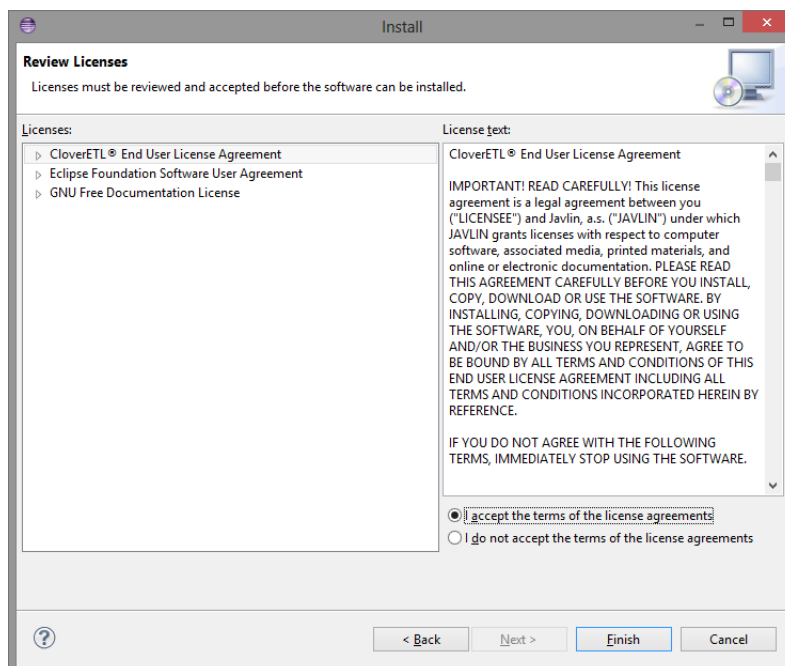 Install
Review Licenses
Licenses must be reviewed and accepted before the software can be installed.
Licenses:
CloverETL® End User License Agreement
Eclipse Foundation Software User Agreement
GNU Free Documentation License
License text:
CloverETL® End User License Agreement
IMPORTANT! READ CAREFULLY! This license
agreement is a legal agreement between you
("LICENSEE") and Javlin, a.s. ("JAVLIN") under which
JAVLIN grants licenses with respect to computer
software, associated media, printed materials, and
online or electronic documentation. PLEASE READ
THIS AGREEMENT CAREFULLY BEFORE YOU INSTALL,
COPY, DOWNLOAD OR USE THE SOFTWARE. BY
INSTALLING, COPYING, DOWNLOADING OR USING
THE SOFTWARE, YOU, ON BEHALF OF YOURSELF
AND/OR THE BUSINESS YOU REPRESENT, AGREE TO
BE BOUND BY ALL TERMS AND CONDITIONS OF THIS
END USER LICENSE AGREEMENT INCLUDING ALL
TERMS AND CONDITIONS INCORPORATED HEREIN BY
REFERENCE.
IF YOU DO NOT AGREE WITH THE FOLLOWING
TERMS, IMMEDIATELY STOP USING THE SOFTWARE.
I accept the terms of the license agreements
I do not accept the terms of the license agreements
? < Back Next > Finish Cancel